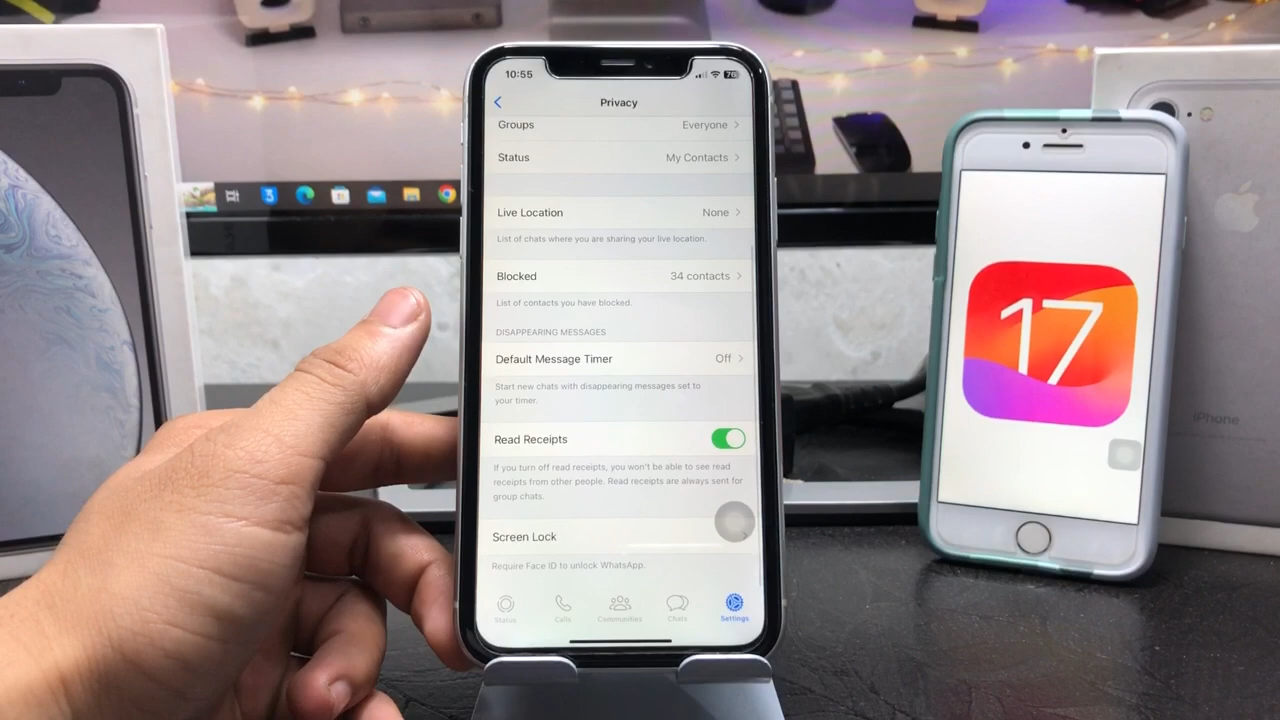 10:55
76
Privacy
Groups Everyone
Status My Contacts
Live Location None
List of chats where you are sharing your live location.
Blocked 34 contacts
List of contacts you have blocked.
DISAPPEARING MESSAGES
Default Message Timer Off
Start new chats with disappearing messages set to
your timer.
Read Receipts
If you turn off read receipts, you won't be able to see read
receipts from other people. Read receipts are always sent for
group chats.
Screen Lock
Require Face ID to unlock WhatsApp.
Status Calls Communities Chats Settings
17
iPhone